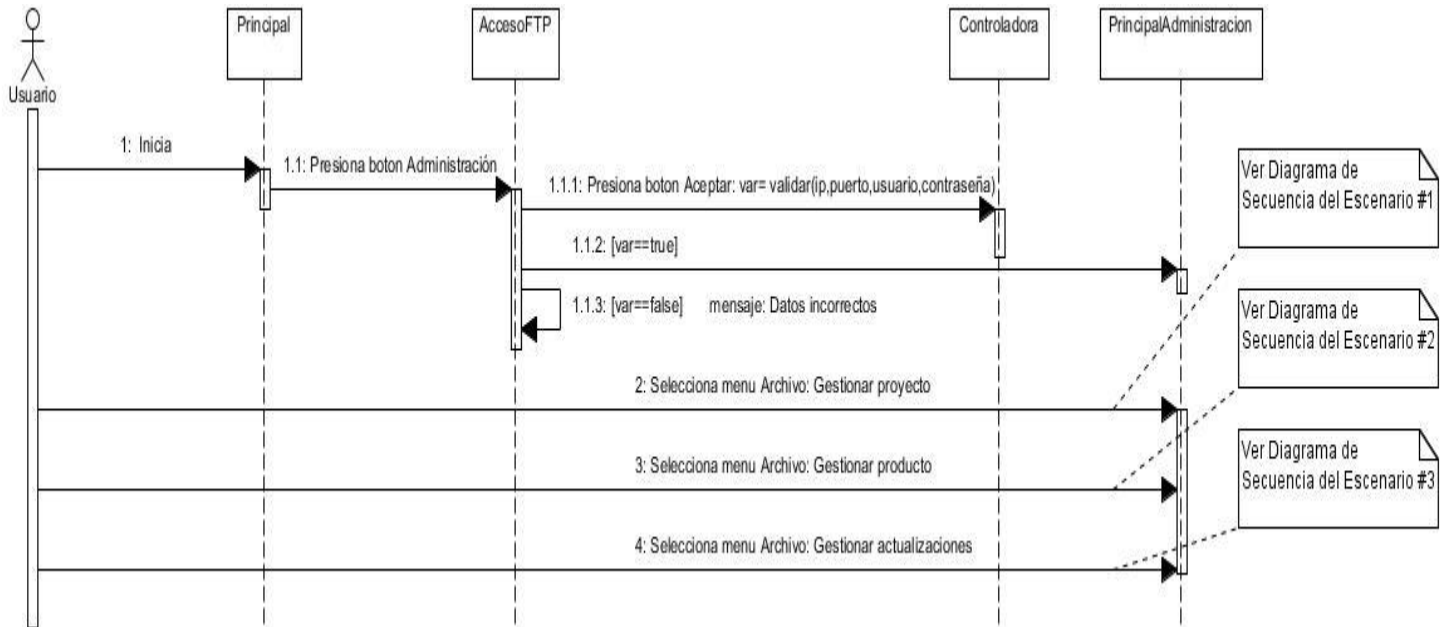 Principal
AccesoFTP
Controladora
PrincipalAdministracion
Usuario
1: Inicia
1.1: Presiona boton Administración
1.1.1: Presiona boton Aceptar: var= validar(ip,puerto,usuario,contraseña)
1.1.2: [var==true]
1.1.3: [var==false] mensaje: Datos incorrectos
2: Selecciona menu Archivo: Gestionar proyecto
3: Selecciona menu Archivo: Gestionar producto
4: Selecciona menu Archivo: Gestionar actualizaciones
Ver Diagrama de
Secuencia del Escenario #1
Ver Diagrama de
Secuencia del Escenario #2
Ver Diagrama de
Secuencia del Escenario #3